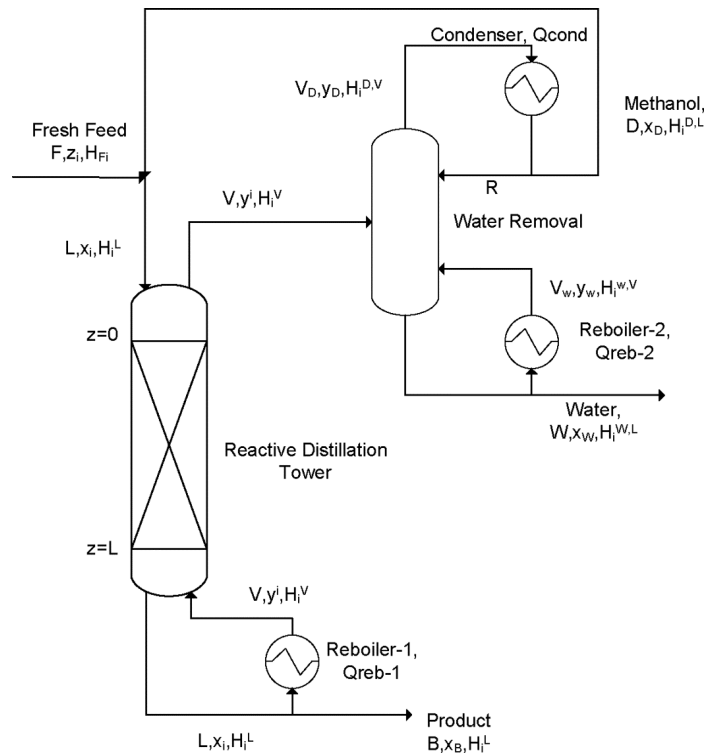 Condenser, Qcond
V_D,y_D,H_i^D,V
Methanol,
D,x_D,H_i^D,L
Fresh Feed
F,z_i,H_Fi
R
V,y^i,H_i^V
Water Removal
L,x_i,H_i^L
V_w,y_w,H_i^w,V
z=0
Reboiler-2,
Qreb-2
Water,
W,x_W,H_i^W,L
Reactive Distillation
Tower
z=L
V,y^i,H_i^V
Reboiler-1,
Qreb-1
L,x_i,H_i^L
Product
B,x_B,H_i^L